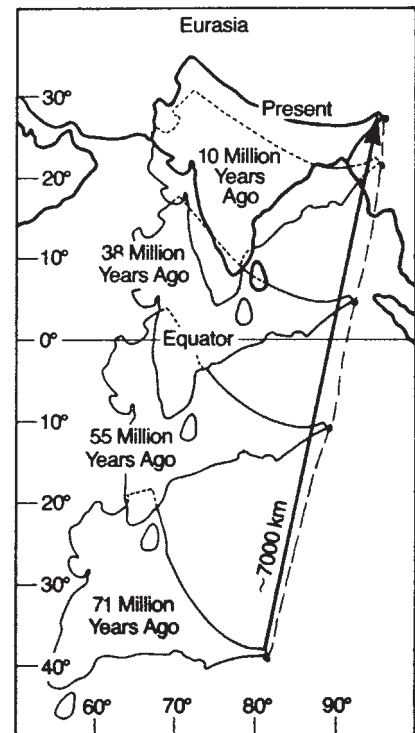 Eurasia
30°
Present
20°
10 Million
Years
Ago
10°
38 Million
Years Ago
0°
Equator
10°
55 Million
Years Ago
20°
~7000 km
30°
71 Million
Years Ago
40°
60°
70°
80°
90°